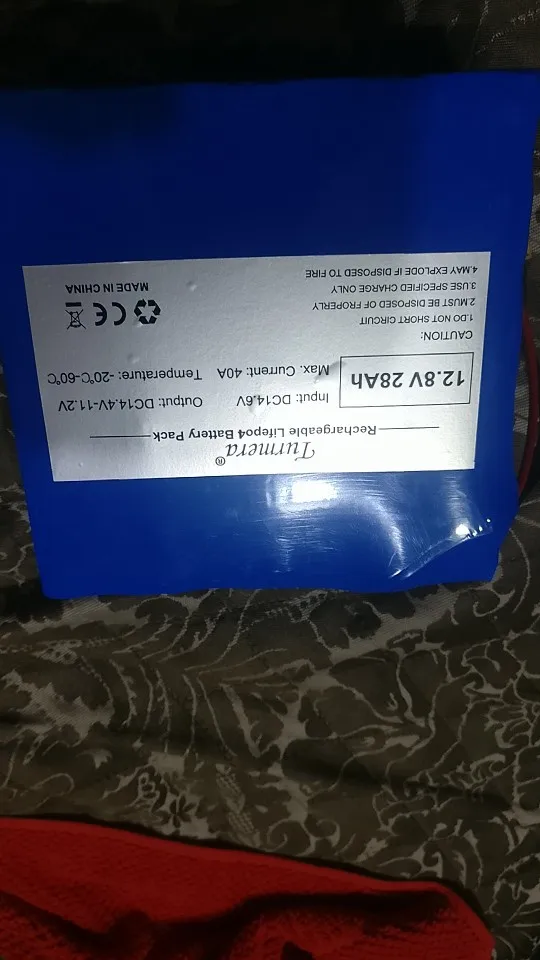 Turmera®
Rechargeable Lifepo4 Battery Pack
12.8V 28Ah
Input: DC14.6V Output: DC14.4V-11.2V
Max. Current: 40A Temperature: -20°C-60°C
CAUTION:
1.DO NOT SHORT CIRCUIT
2.MUST BE DISPOSED OF PROPERLY
3.USE SPECIFIED CHARGE ONLY
4.MAY EXPLODE IF DISPOSED TO FIRE
CE
MADE IN CHINA